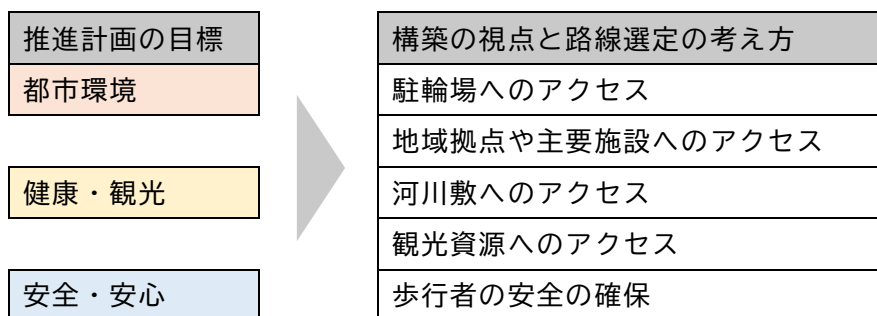 推進計画の目標
都市環境
健康・観光
安全・安心
構築の視点と路線選定の考え方
駐輪場へのアクセス
地域拠点や主要施設へのアクセス
河川敷へのアクセス
観光資源へのアクセス
歩行者の安全の確保